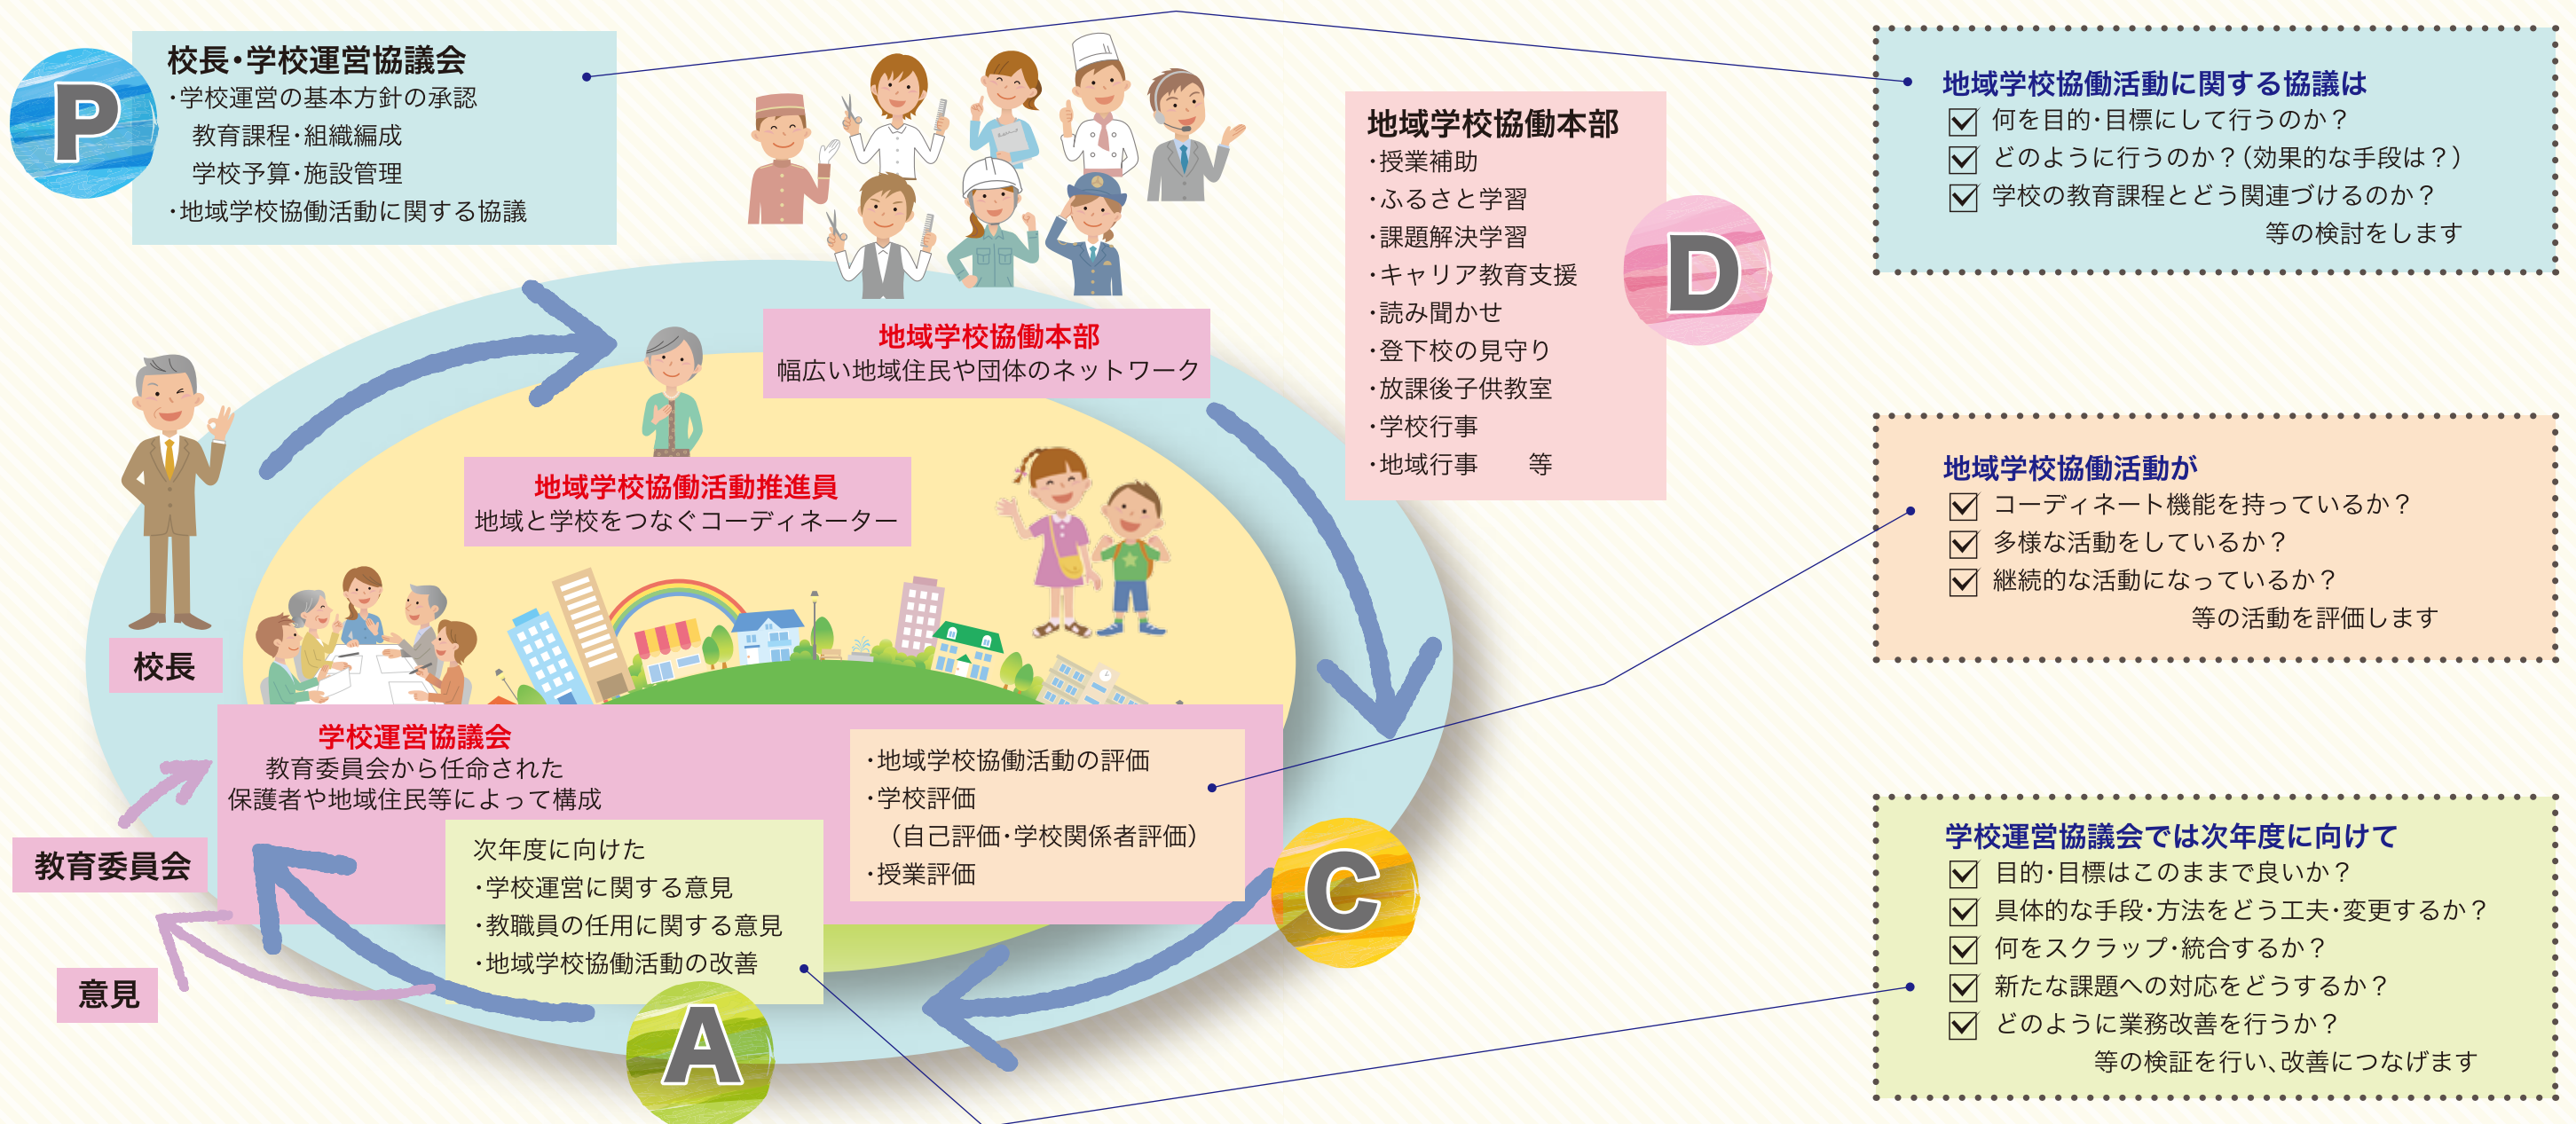 P
校長・学校運営協議会
・学校運営の基本方針の承認
教育課程・組織編成
学校予算・施設管理
・地域学校協働活動に関する協議
地域学校協働本部
・授業補助
・ふるさと学習
・課題解決学習
・キャリア教育支援
・読み聞かせ
・登下校の見守り
・放課後子供教室
・学校行事
・地域行事　　等
D
地域学校協働本部
幅広い地域住民や団体のネットワーク
地域学校協働活動推進員
地域と学校をつなぐコーディネーター
校長
学校運営協議会
教育委員会から任命された
保護者や地域住民等によって構成
教育委員会
意見
・地域学校協働活動の評価
・学校評価
（自己評価・学校関係者評価）
・授業評価
C
次年度に向けた
・学校運営に関する意見
・教職員の任用に関する意見
・地域学校協働活動の改善
A
地域学校協働活動に関する協議は
何を目的・目標にして行うのか？
どのように行うのか？（効果的な手段は？）
学校の教育課程とどう関連づけるのか？
等の検討をします
地域学校協働活動が
コーディネート機能を持っているか？
多様な活動をしているか？
継続的な活動になっているか？
等の活動を評価します
学校運営協議会では次年度に向けて
目的・目標はこのままで良いか？
具体的な手段・方法をどう工夫・変更するか？
何をスクラップ・統合するか？
新たな課題への対応をどうするか？
どのように業務改善を行うか？
等の検証を行い、改善につなげます